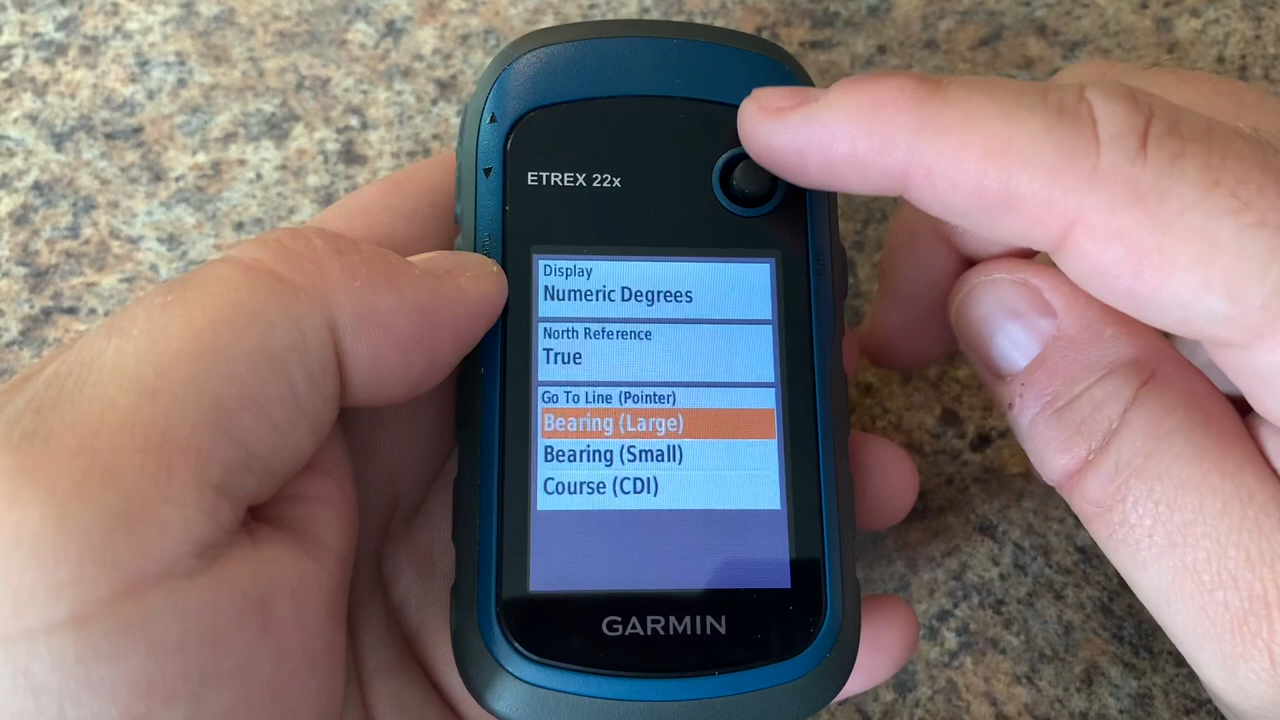 ETREX 22x
Display
Numeric Degrees
North Reference
True
Go To Line (Pointer)
Bearing (Large)
Bearing (Small)
Course (CDI)
GARMIN